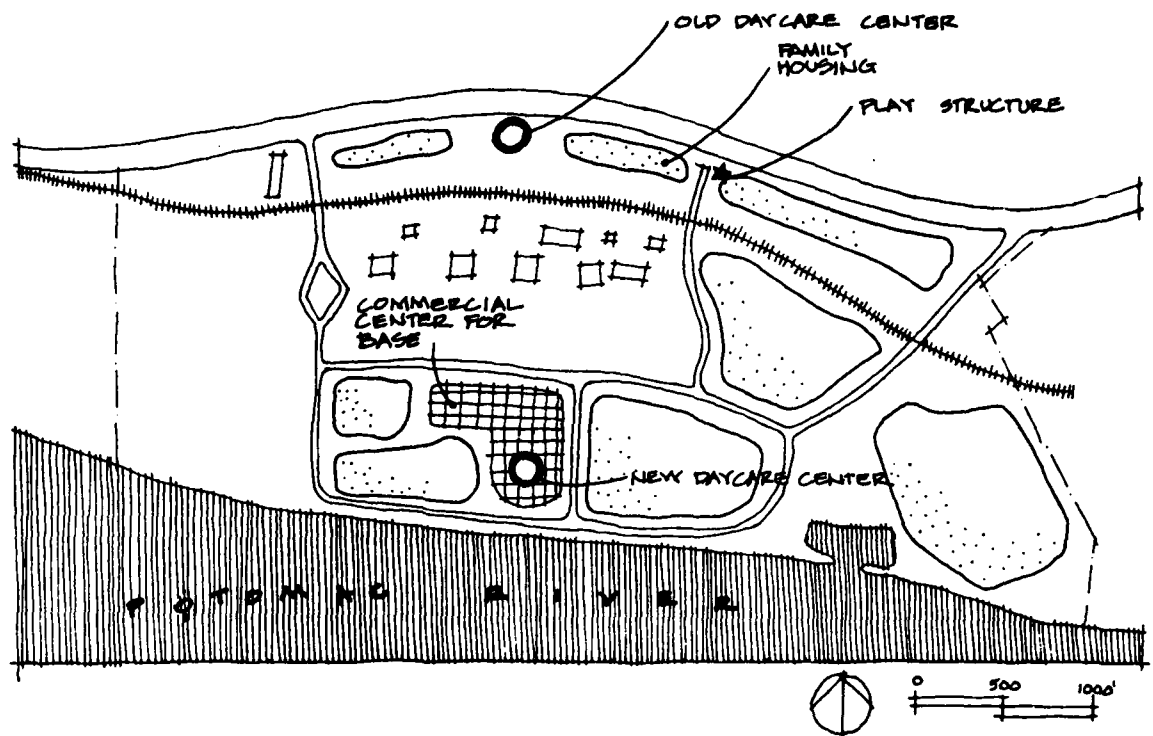 OLD DAYCARE CENTER
FAMILY
HOUSING
PLAY STRUCTURE
COMMERCIAL
CENTER FOR
BASE
NEW DAYCARE CENTER
POTOMAC RIVER
0 500 1000'